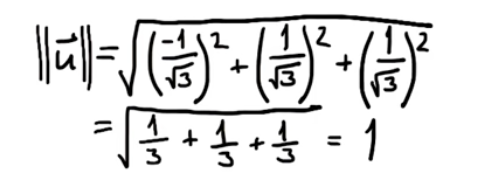 ‖u⃗‖ = √((-1/√3)² + (1/√3)² + (1/√3)²)
= √(1/3 + 1/3 + 1/3) = 1